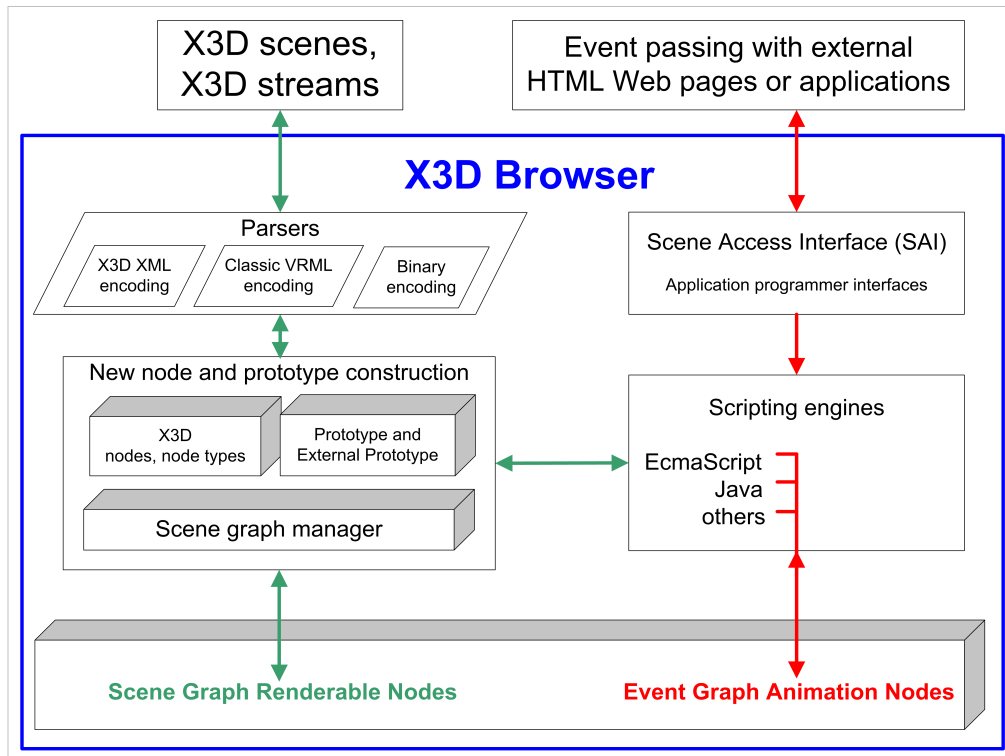 X3D scenes,
X3D streams
Event passing with external
HTML Web pages or applications
X3D Browser
Parsers
X3D XML
encoding
Classic VRML
encoding
Binary
encoding
Scene Access Interface (SAI)
Application programmer interfaces
New node and prototype construction
X3D
nodes, node types
Prototype and
External Prototype
Scene graph manager
Scripting engines
EcmaScript
Java
others
Scene Graph Renderable Nodes
Event Graph Animation Nodes